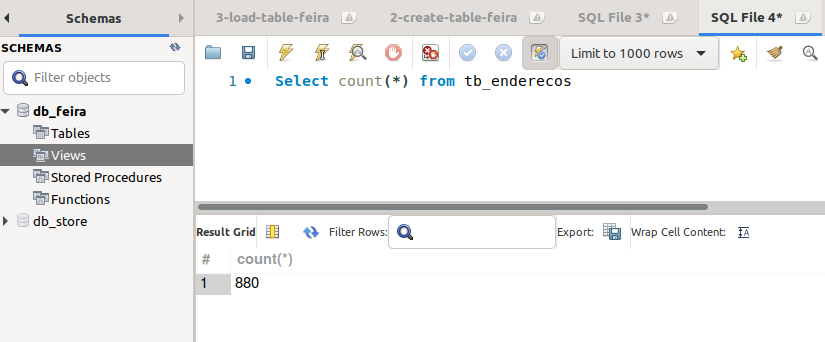 Schemas
3-load-table-feira
2-create-table-feira
SQL File 3*
SQL File 4*
SCHEMAS
Filter objects
db_feira
Tables
Views
Stored Procedures
Functions
db_store
Limit to 1000 rows
1 Select count(*) from tb_enderecos
Result Grid Filter Rows: Export: Wrap Cell Content:
# count(*)
1 880